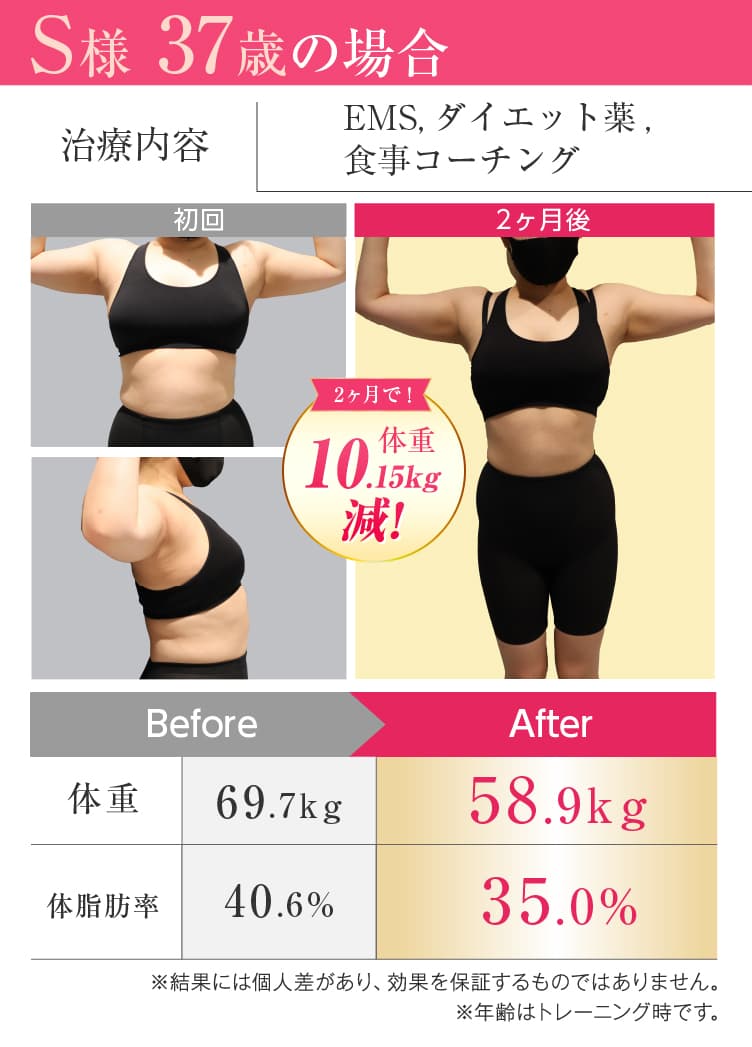 S様 37歳の場合
治療内容
EMS, ダイエット薬,
食事コーチング
初回
2ヶ月後
2ヶ月で!
体重
10.15kg
減!
Before
After
体重
69.7kg
58.9kg
体脂肪率
40.6%
35.0%
※結果には個人差があり、効果を保証するものではありません。
※年齢はトレーニング時です。